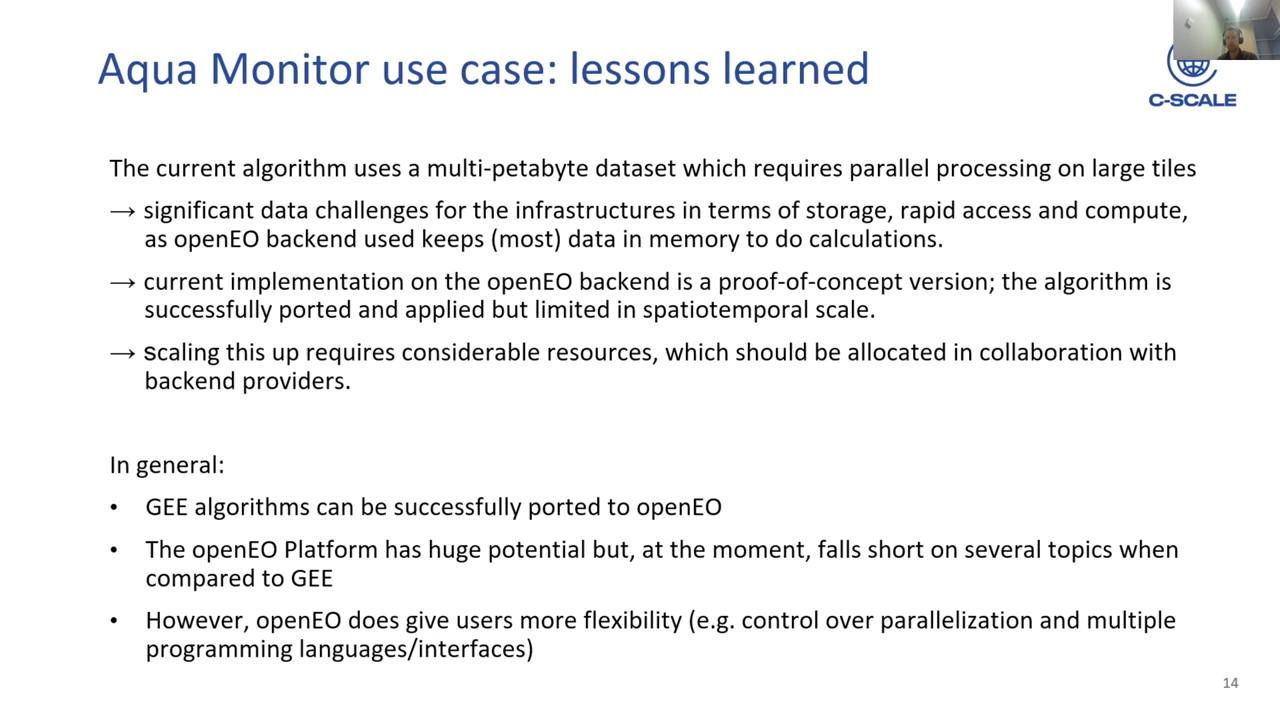 Aqua Monitor use case: lessons learned
C-SCALE
The current algorithm uses a multi-petabyte dataset which requires parallel processing on large tiles
→ significant data challenges for the infrastructures in terms of storage, rapid access and compute,
as openEO backend used keeps (most) data in memory to do calculations.
→ current implementation on the openEO backend is a proof-of-concept version; the algorithm is
successfully ported and applied but limited in spatiotemporal scale.
→ scaling this up requires considerable resources, which should be allocated in collaboration with
backend providers.
In general:
• GEE algorithms can be successfully ported to openEO
• The openEO Platform has huge potential but, at the moment, falls short on several topics when
compared to GEE
• However, openEO does give users more flexibility (e.g. control over parallelization and multiple
programming languages/interfaces)
14